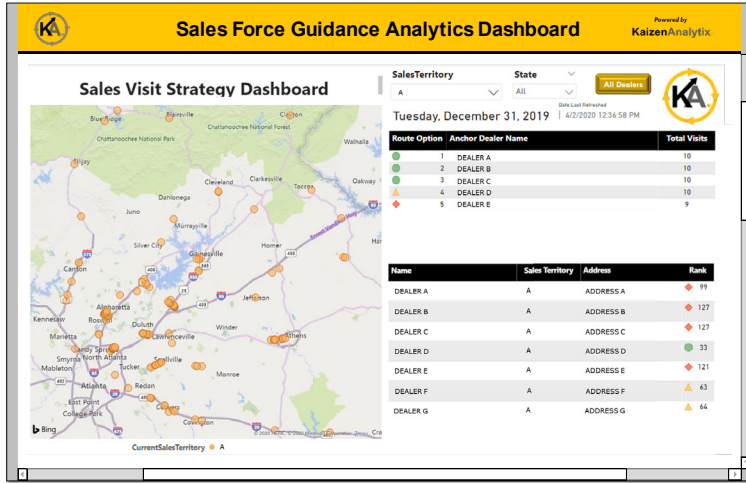 KA
Sales Force Guidance Analytics Dashboard
Powered by
KaizenAnalytix
Sales Visit Strategy Dashboard
SalesTerritory
A
State
All
All Dealers
KA
Date Last Refreshed
Tuesday, December 31, 2019
4/2/2020 12:36:58 PM
Route Option Anchor Dealer Name Total Visits
1 DEALER A 10
2 DEALER B 10
3 DEALER C 10
4 DEALER D 10
5 DEALER E 9
Name Sales Territory Address Rank
DEALER A A ADDRESS A 99
DEALER B A ADDRESS B 127
DEALER C A ADDRESS C 127
DEALER D A ADDRESS D 33
DEALER E A ADDRESS E 121
DEALER F A ADDRESS F 63
DEALER G A ADDRESS G 64
Blue Ridge
Blairsville
Clayton
Chattahoochee National Forest
Chattahoochee National Park
Walhalla
Ellijay
Cleveland
Clarkesville
Toccoa
Oakway
Dahlonega
Juno
Murrayville
Silver City
Gainesville
Homer
Canton
Alpharetta
Jefferson
Kennesaw
Roswell
Duluth
Winder
Marietta
Lawrenceville
Athens
Sandy Springs
Smyrna North Atlanta
Snellville
Mableton
Tucker
Monroe
Atlanta
Redan
East Point
Conyers
College Park
Covington
Bing
CurrentSalesTerritory A